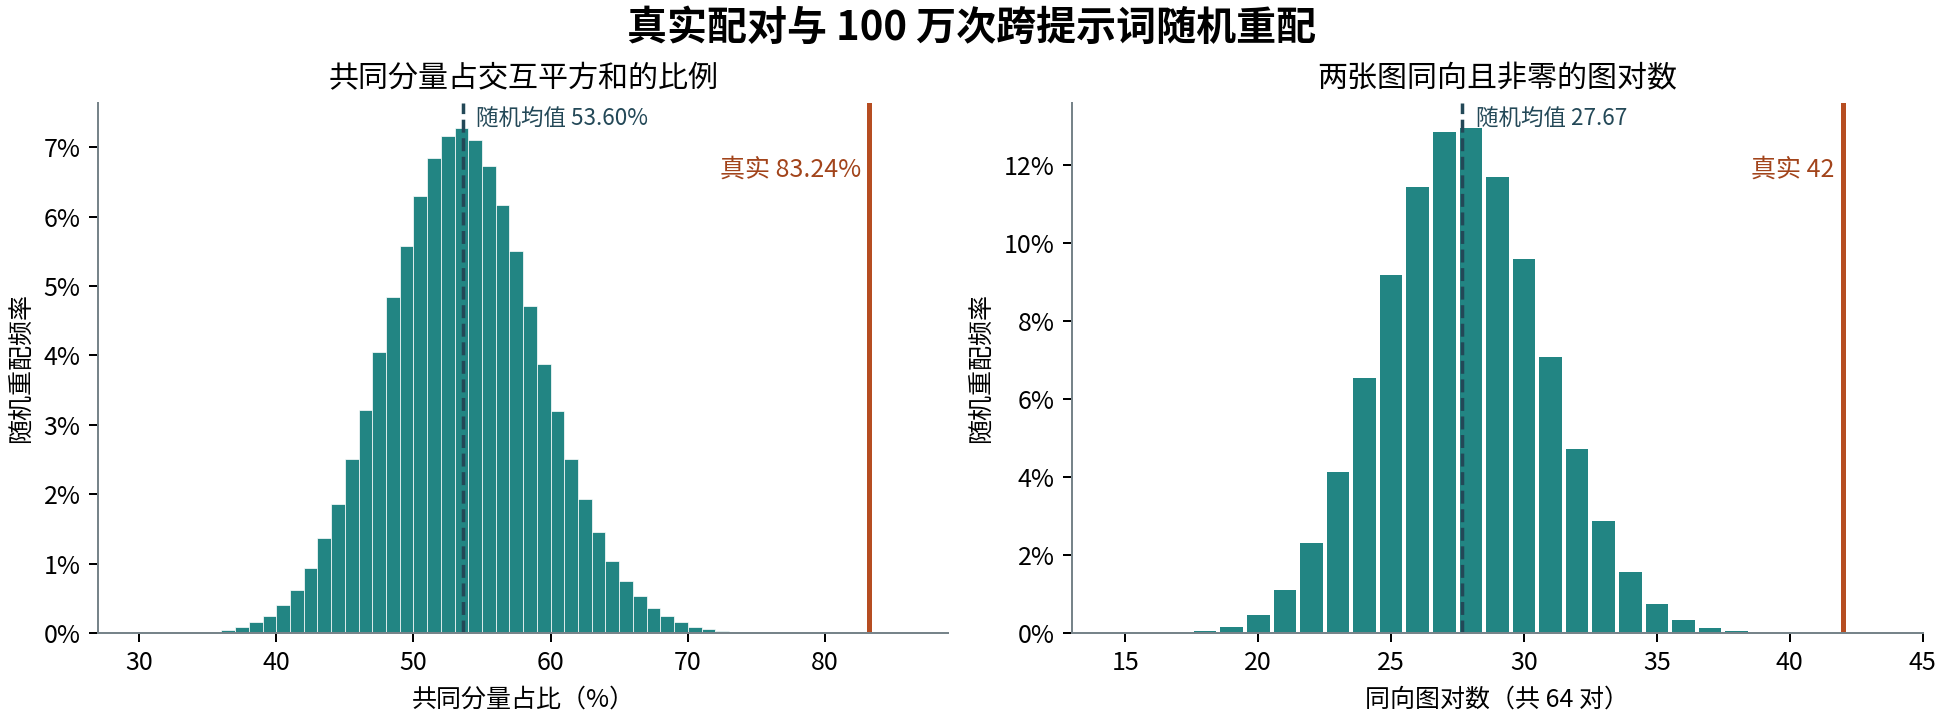 真实配对与 100 万次跨提示词随机重配
共同分量占交互平方和的比例
随机均值 53.60%
真实 83.24%
7%
6%
5%
4%
3%
2%
1%
0%
随机重配频率
30 40 50 60 70 80
共同分量占比（%）
两张图同向且非零的图对数
随机均值 27.67
真实 42
12%
10%
8%
6%
4%
2%
0%
随机重配频率
15 20 25 30 35 40 45
同向图对数（共 64 对）